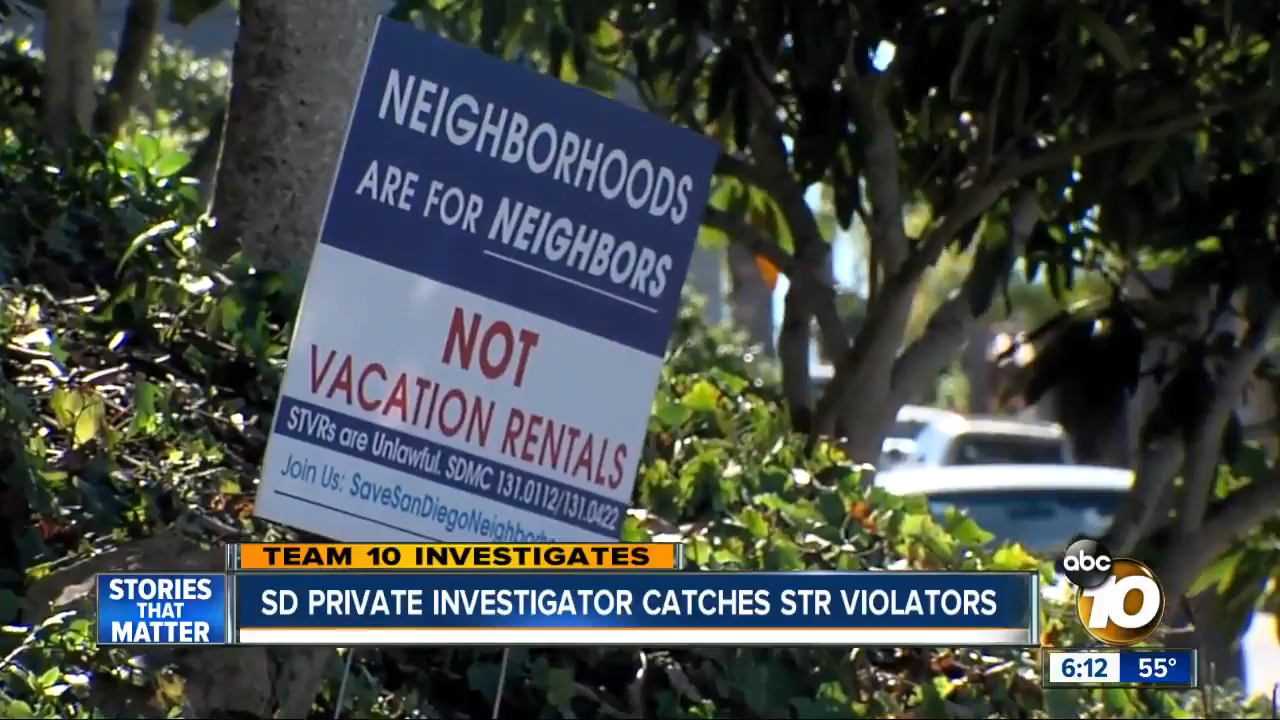 NEIGHBORHOODS
ARE FOR NEIGHBORS
NOT
VACATION RENTALS
STVRs are Unlawful. SDMC 131.0112/131.0422
Join Us:
TEAM 10 INVESTIGATES
STORIES
THAT
MATTER
SD PRIVATE INVESTIGATOR CATCHES STR VIOLATORS
abc
10
6:12 55°